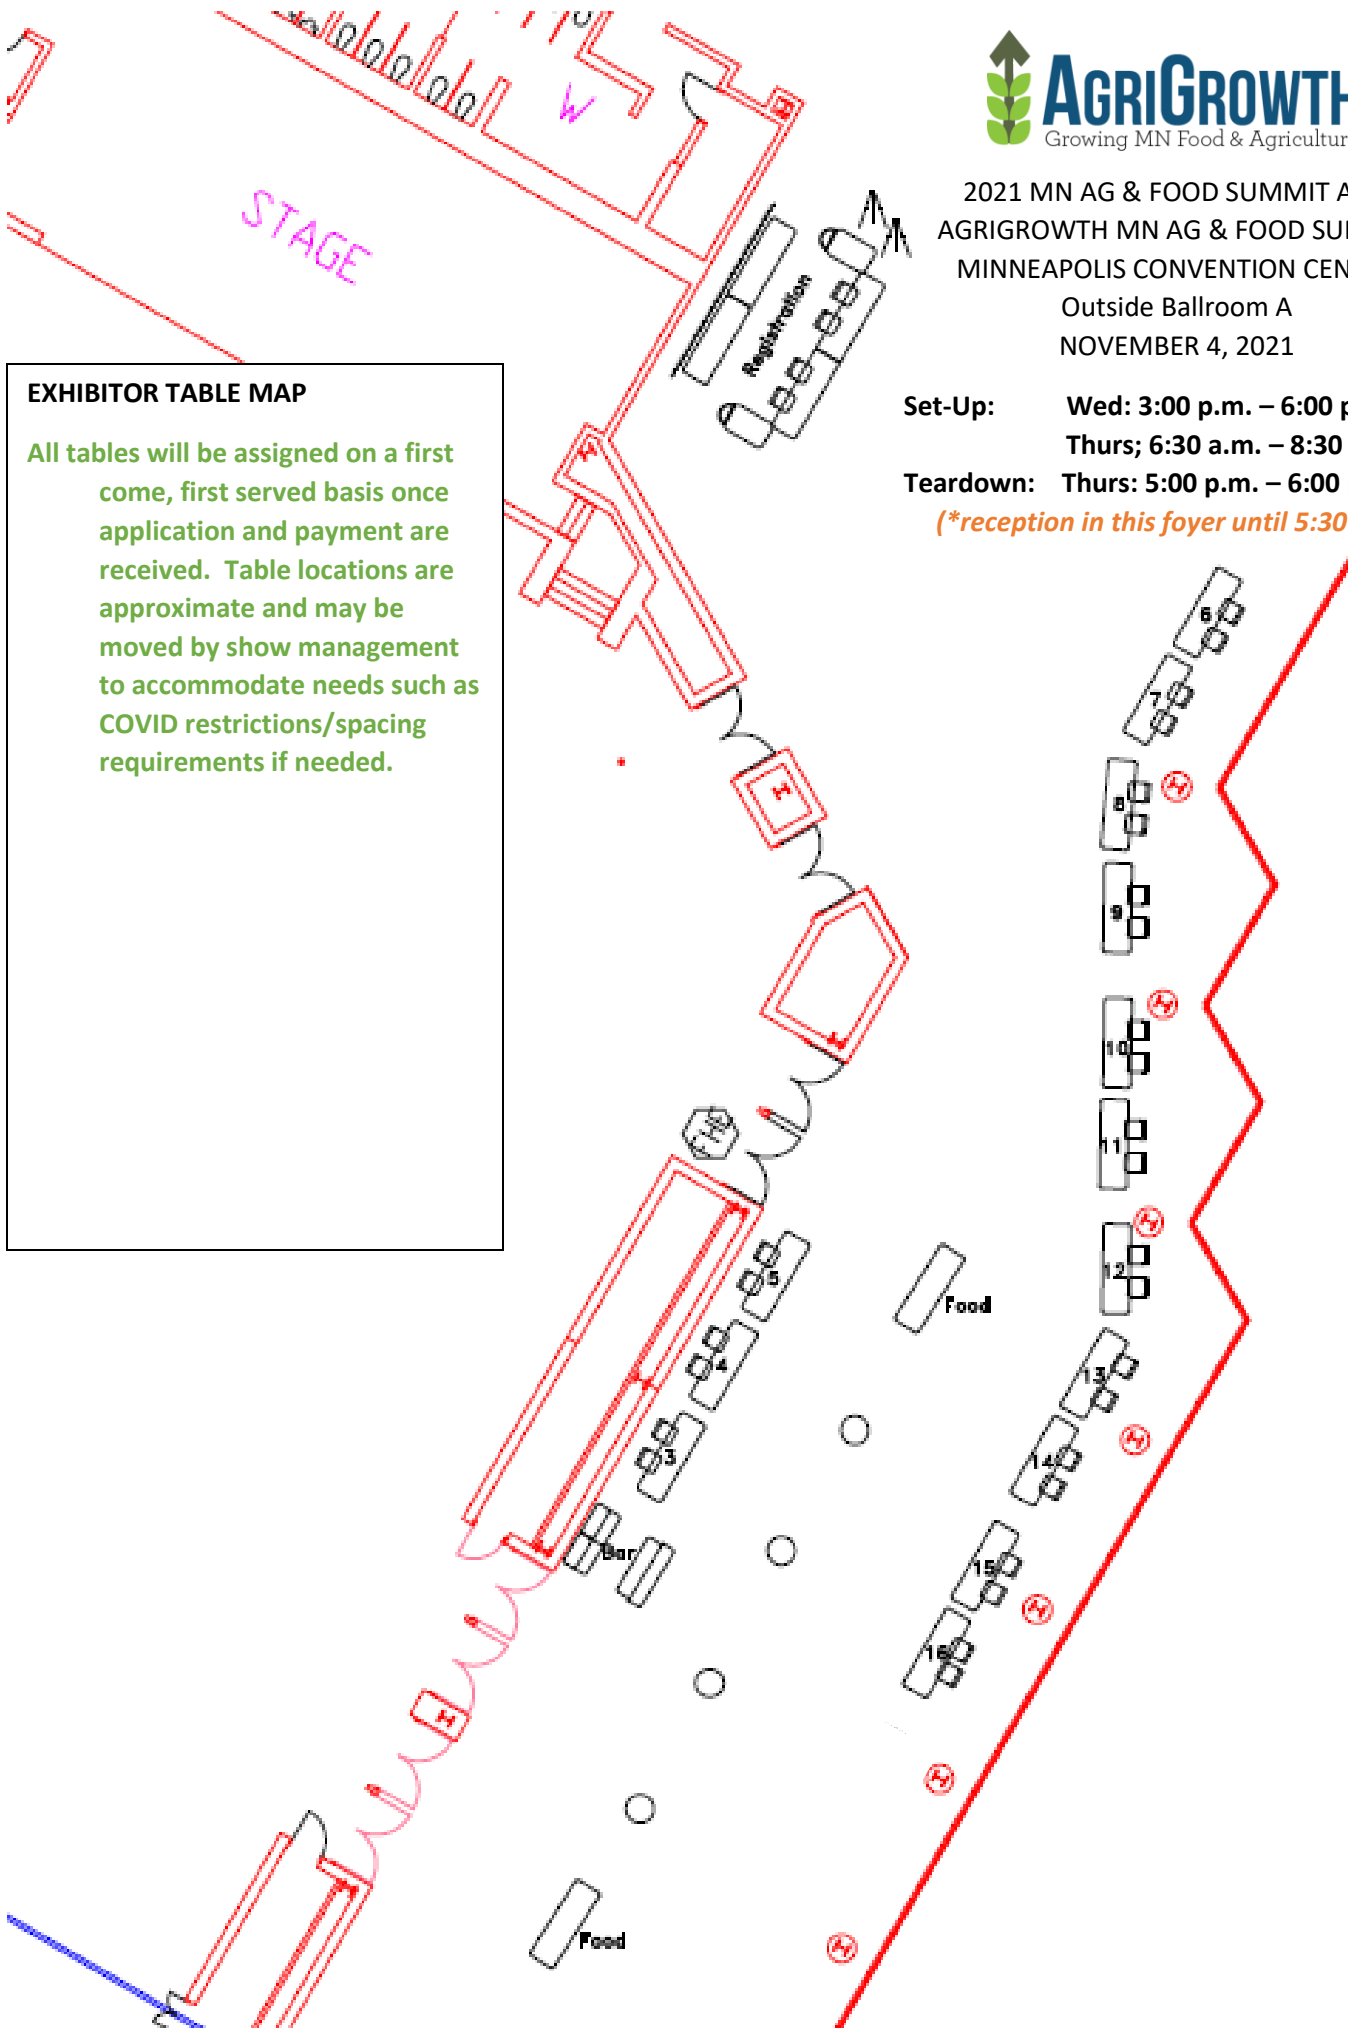 AGRIGROWTH
Growing MN Food & Agricultur
2021 MN AG & FOOD SUMMIT A
AGRIGROWTH MN AG & FOOD SU
MINNEAPOLIS CONVENTION CEN
Outside Ballroom A
NOVEMBER 4, 2021
Set-Up: Wed: 3:00 p.m. – 6:00 p
Thurs; 6:30 a.m. – 8:30
Teardown: Thurs: 5:00 p.m. – 6:00
(*reception in this foyer until 5:30
W
STAGE
Registration
EXHIBITOR TABLE MAP
All tables will be assigned on a first
come, first served basis once
application and payment are
received. Table locations are
approximate and may be
moved by show management
to accommodate needs such as
COVID restrictions/spacing
requirements if needed.
6
7
8
9
10
11
12
13
14
15
16
5
4
3
Bar
Food
Food